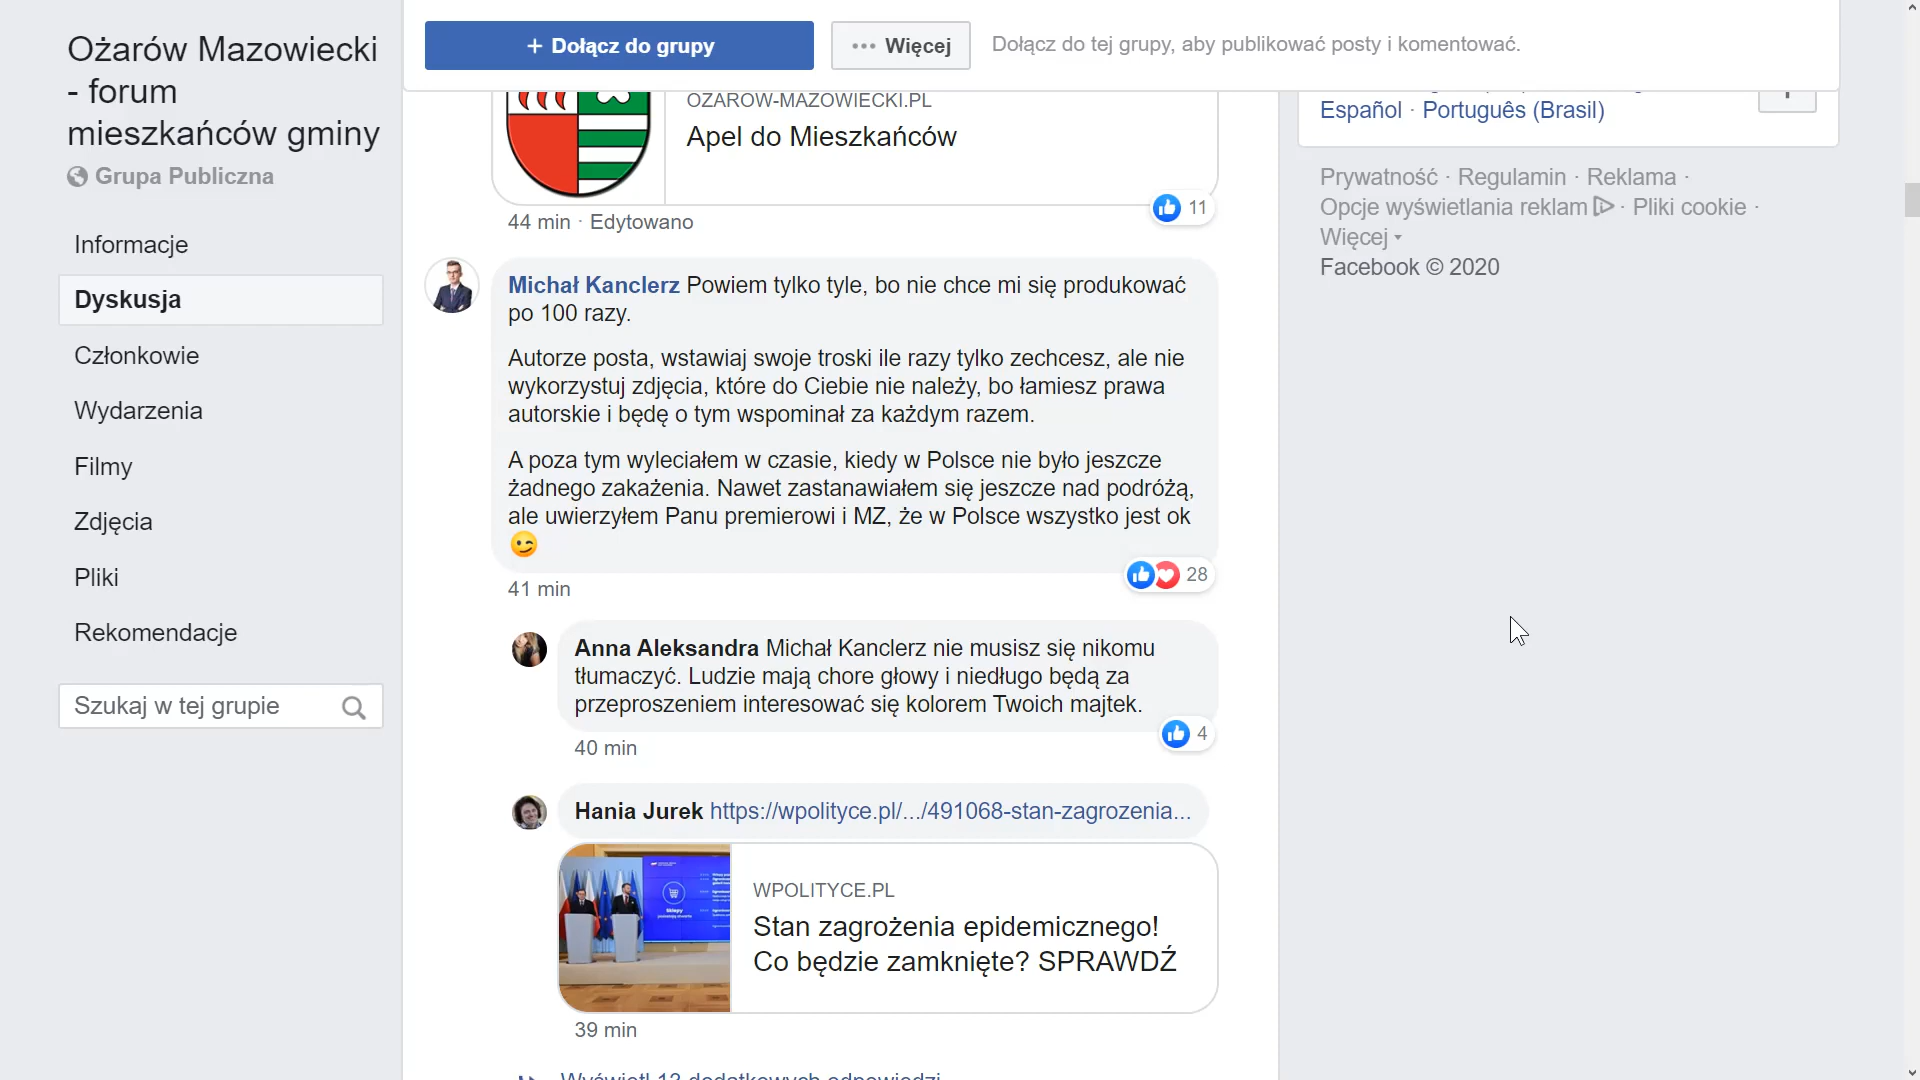 Ożarów Mazowiecki
- forum
mieszkańców gminy
Grupa Publiczna
Informacje
Dyskusja
Członkowie
Wydarzenia
Filmy
Zdjęcia
Pliki
Rekomendacje
Szukaj w tej grupie
+ Dołącz do grupy
Więcej
Dołącz do tej grupy, aby publikować posty i komentować.
OZAROW-MAZOWIECKI.PL
Apel do Mieszkańców
11
44 min · Edytowano
Michał Kanclerz Powiem tylko tyle, bo nie chce mi się produkować
po 100 razy.
Autorze posta, wstawiaj swoje troski ile razy tylko zechcesz, ale nie
wykorzystuj zdjęcia, które do Ciebie nie należy, bo łamiesz prawa
autorskie i będę o tym wspominał za każdym razem.
A poza tym wyleciałem w czasie, kiedy w Polsce nie było jeszcze
żadnego zakażenia. Nawet zastanawiałem się jeszcze nad podróżą,
ale uwierzyłem Panu premierowi i MZ, że w Polsce wszystko jest ok
😉
28
41 min
Anna Aleksandra Michał Kanclerz nie musisz się nikomu
tłumaczyć. Ludzie mają chore głowy i niedługo będą za
przeproszeniem interesować się kolorem Twoich majtek.
4
40 min
Hania Jurek https://wpolityce.pl/.../491068-stan-zagrozenia...
Sklepy
WPOLITYCE.PL
Stan zagrożenia epidemicznego!
Co będzie zamknięte? SPRAWDŹ
39 min
Wyświetl 13 dodatkowych odpowiedzi
Español · Português (Brasil)
Prywatność · Regulamin · Reklama ·
Opcje wyświetlania reklam · Pliki cookie ·
Więcej
Facebook © 2020